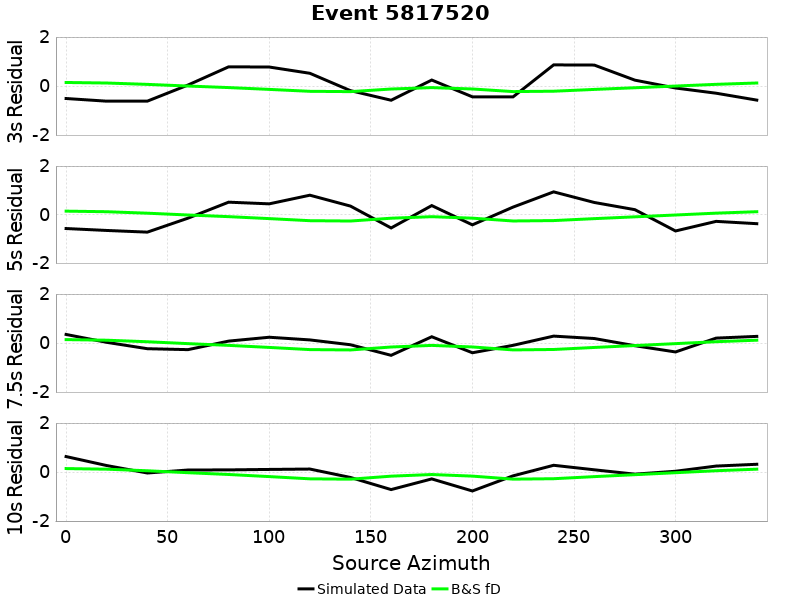 Event 5817520
3s Residual
2
0
-2
5s Residual
2
0
-2
7.5s Residual
2
0
-2
10s Residual
2
0
-2
0 50 100 150 200 250 300
Source Azimuth
Simulated Data B&S fD